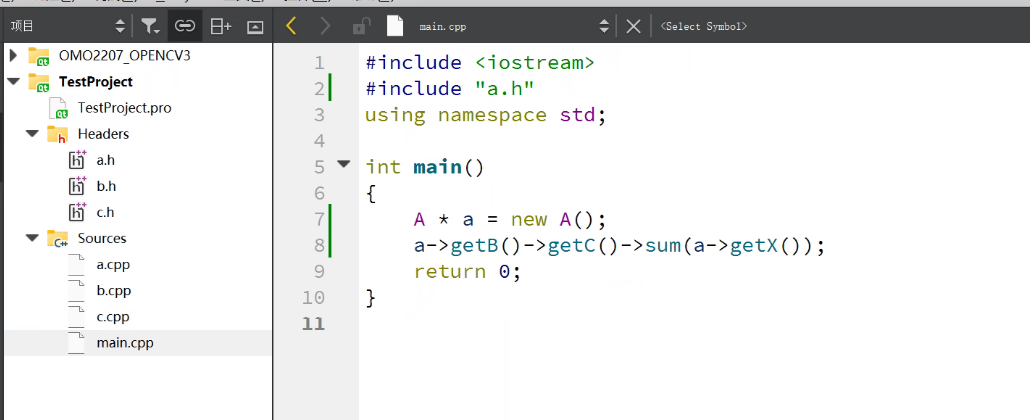 项目
main.cpp
<Select Symbol>
OMO2207_OPENCV3
TestProject
TestProject.pro
Headers
a.h
b.h
c.h
Sources
a.cpp
b.cpp
c.cpp
main.cpp
1 #include <iostream>
2 #include "a.h"
3 using namespace std;
4
5 int main()
6 {
7 A * a = new A();
8 a->getB()->getC()->sum(a->getX());
9 return 0;
10 }
11